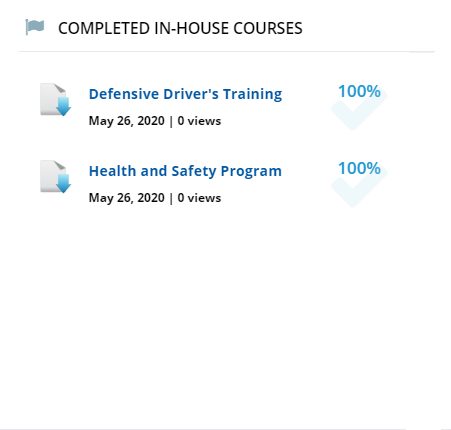 COMPLETED IN-HOUSE COURSES
Defensive Driver's Training
100%
May 26, 2020 | 0 views
Health and Safety Program
100%
May 26, 2020 | 0 views